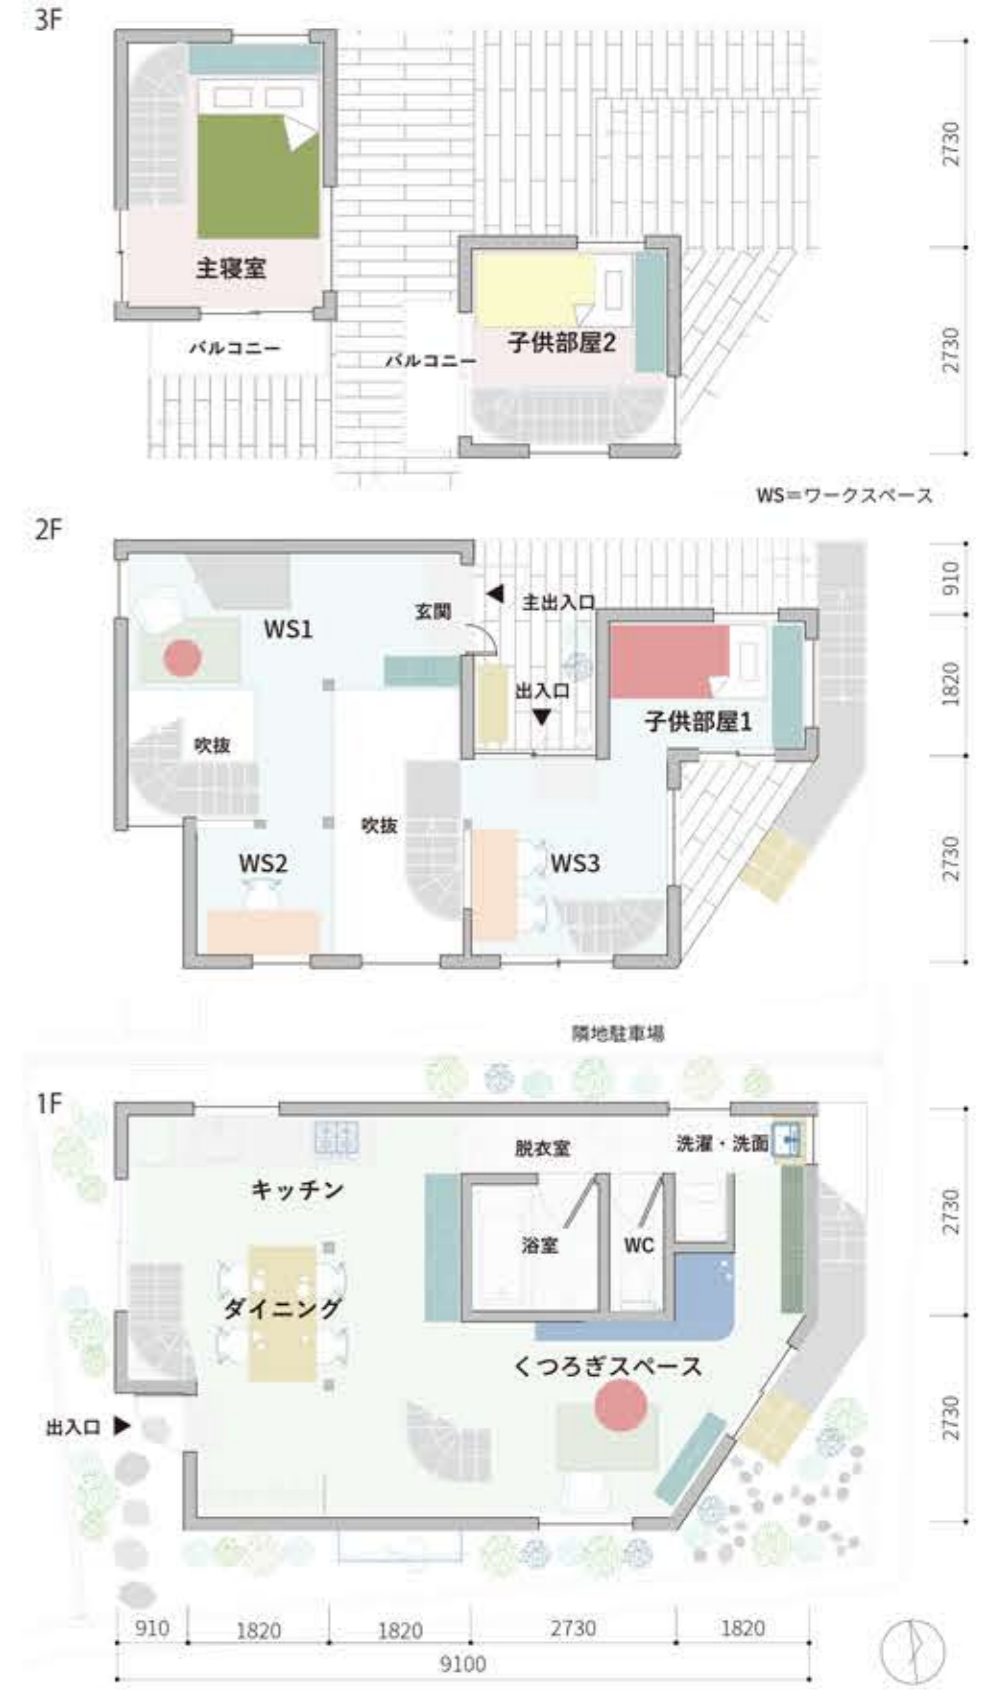 3F
2730
主寝室
バルコニー
子供部屋2
バルコニー
2730
WS＝ワークスペース
2F
910
玄関
主出入口
WS1
1820
出入口
子供部屋1
吹抜
吹抜
WS2
WS3
2730
隣地駐車場
1F
脱衣室
洗濯・洗面
キッチン
2730
浴室
WC
ダイニング
くつろぎスペース
出入口
2730
910
1820
1820
2730
1820
9100